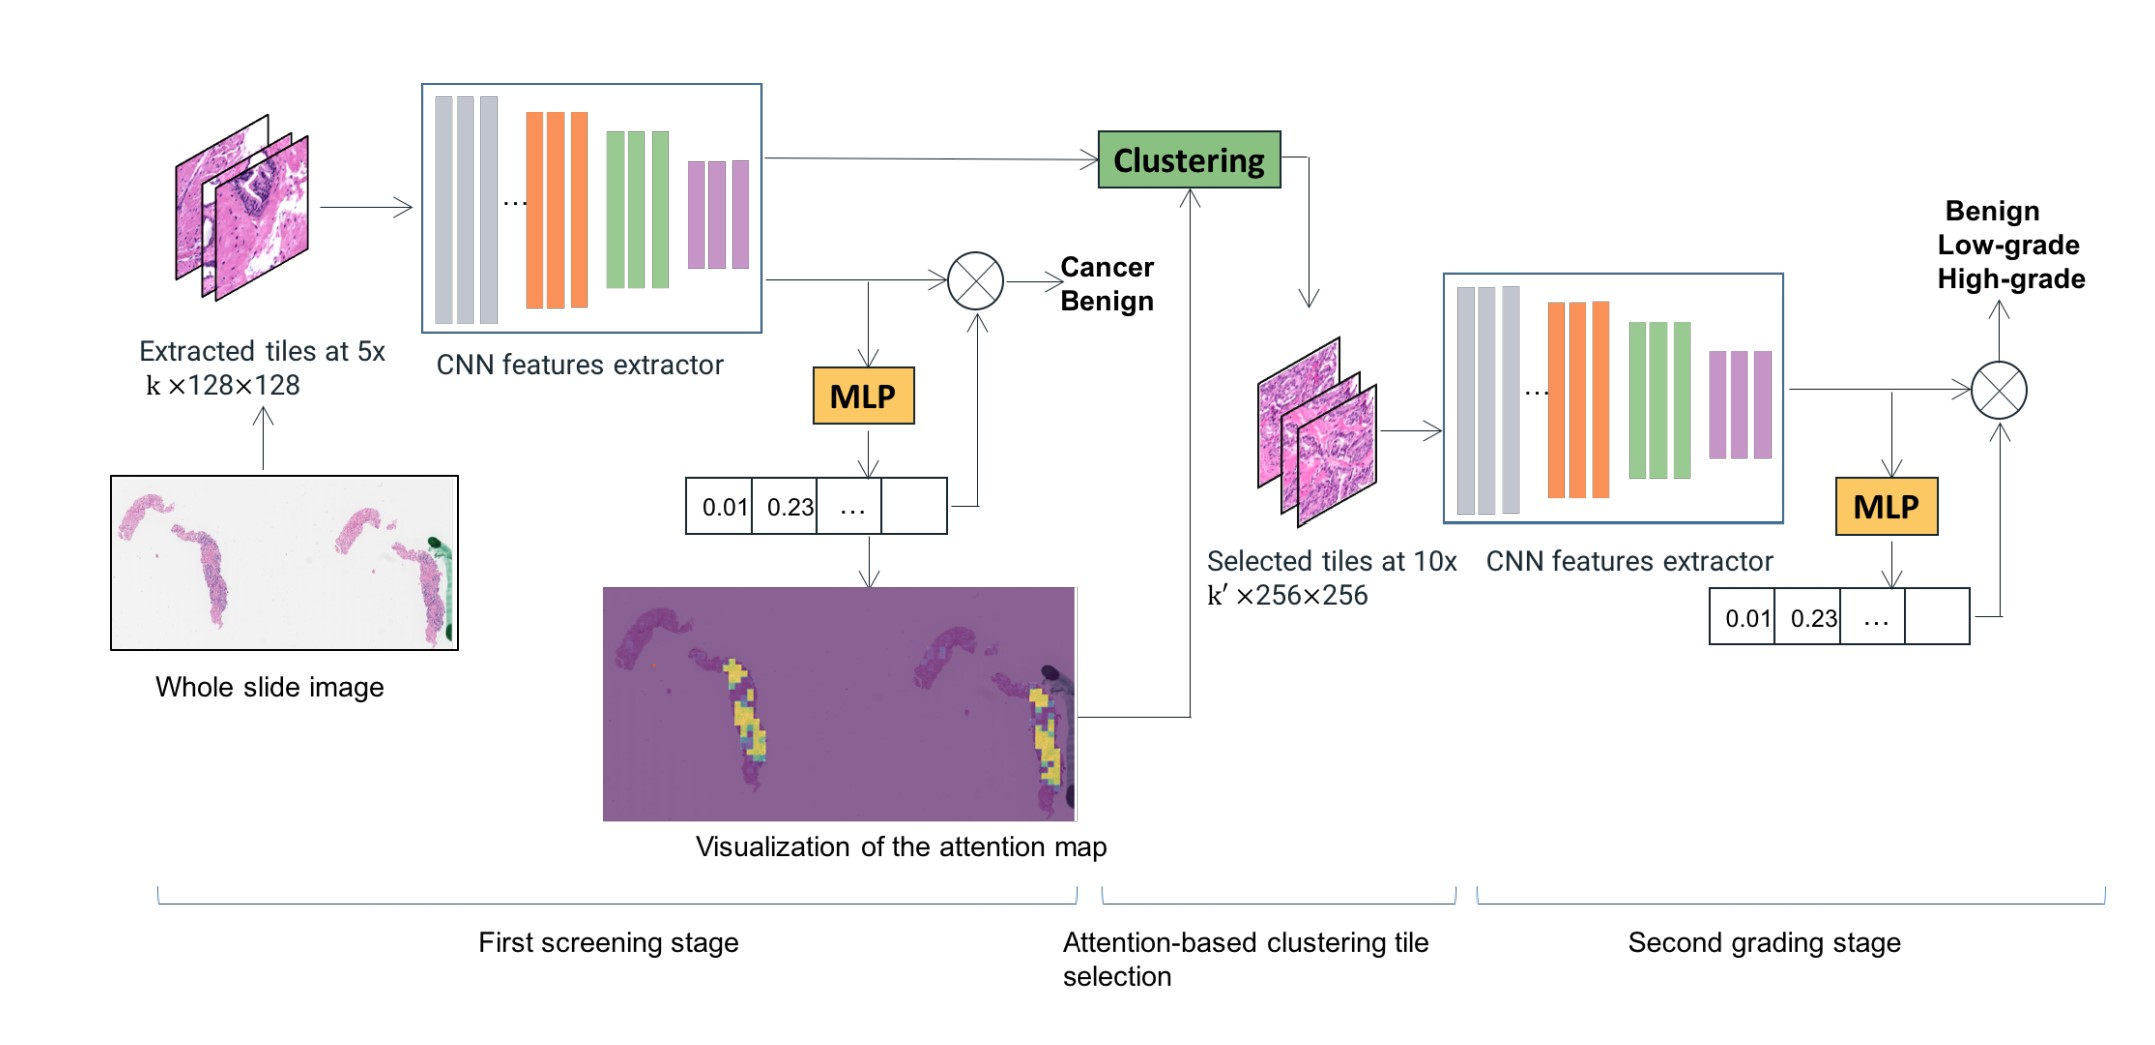 Extracted tiles at 5x
k ×128×128
Whole slide image
...
CNN features extractor
Clustering
Cancer
Benign
MLP
0.01 0.23 ...
Visualization of the attention map
Selected tiles at 10x
k′ ×256×256
...
CNN features extractor
Benign
Low-grade
High-grade
MLP
0.01 0.23 ...
First screening stage
Attention-based clustering tile
selection
Second grading stage